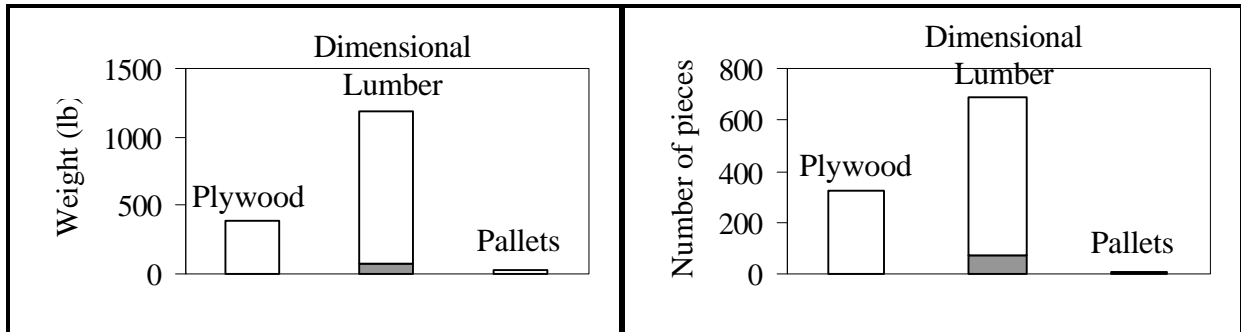 Dimensional
Lumber
1500
1000
500
0
Weight (lb)
Plywood
Pallets
Dimensional
Lumber
800
600
400
200
0
Number of pieces
Plywood
Pallets